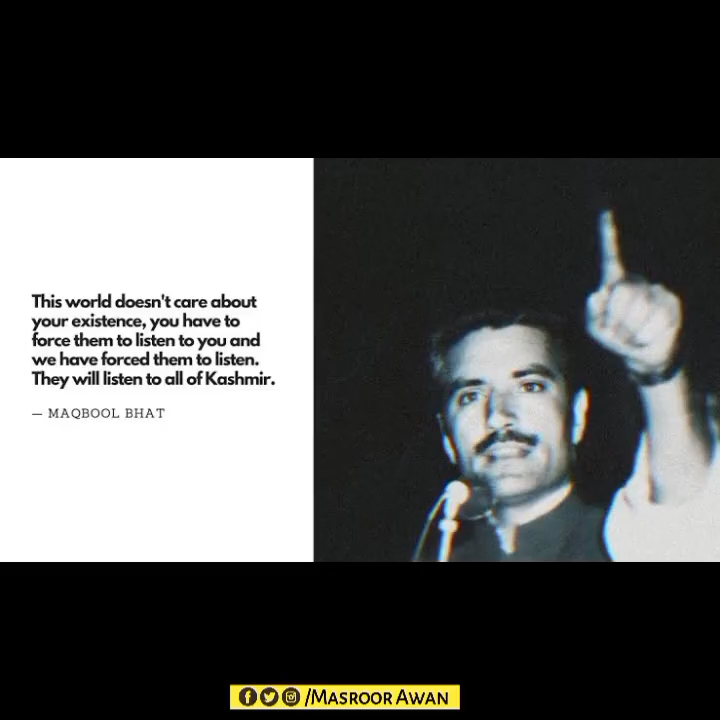 This world doesn't care about
your existence, you have to
force them to listen to you and
we have forced them to listen.
They will listen to all of Kashmir.
— MAQBOOL BHAT
/MASROOR AWAN